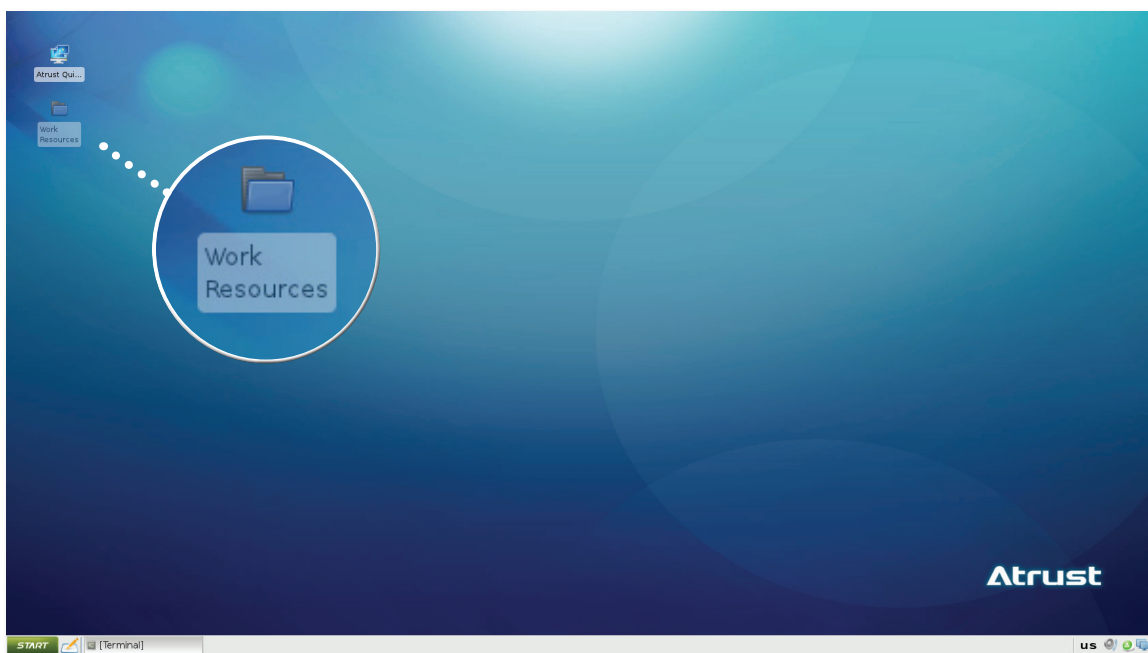 Atrust Qui...
Work
Resources
Work
Resources
Atrust
START
[Terminal]
us